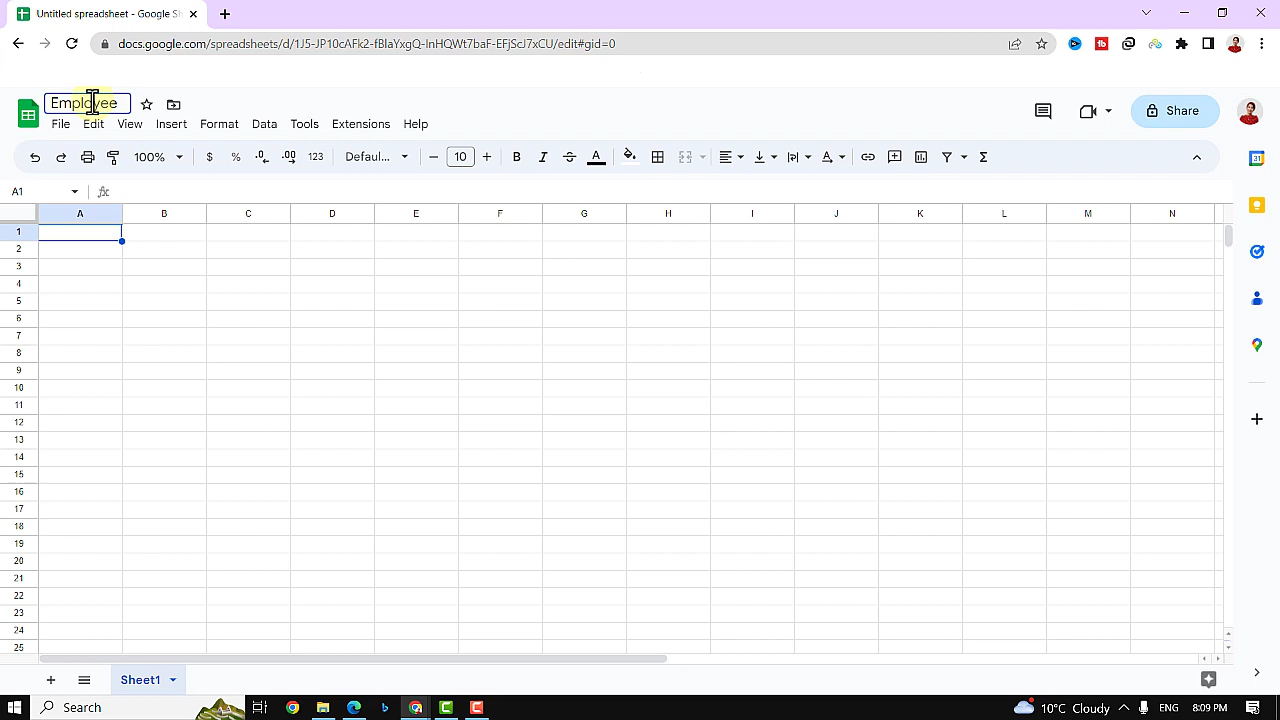 Untitled spreadsheet - Google Sh
docs.google.com/spreadsheets/d/1J5-JP10cAFk2-fBIaYxgQ-InHQWt7baF-EFjScJ7xCU/edit#gid=0
Employee
File Edit View Insert Format Data Tools Extensions Help
Share
100% $ % .0 .00 123 Defaul... 10 B I S A
A1 fx
A B C D E F G H I J K L M N
1
2
3
4
5
6
7
8
9
10
11
12
13
14
15
16
17
18
19
20
21
22
23
24
25
Sheet1
Search
10°C Cloudy ENG 8:09 PM